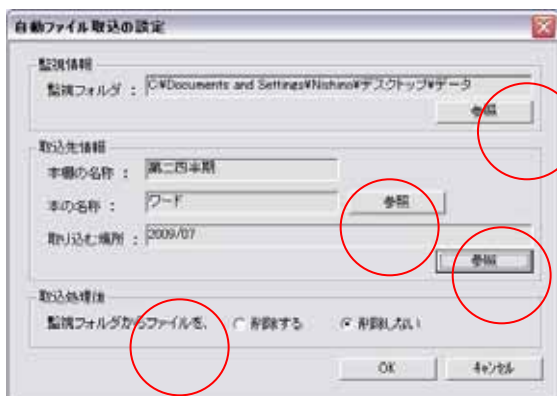 自動ファイル取込の設定
監視情報
監視フォルダ : C:¥Documents and Settings¥Nishino¥デスクトップ¥データ
参照
取込先情報
本棚の名称 : 第二四半期
本の名称 : ワード 参照
取り込む場所 : 2009/07
参照
取込処理後
監視フォルダからファイルを、 削除する 削除しない
OK キャンセル